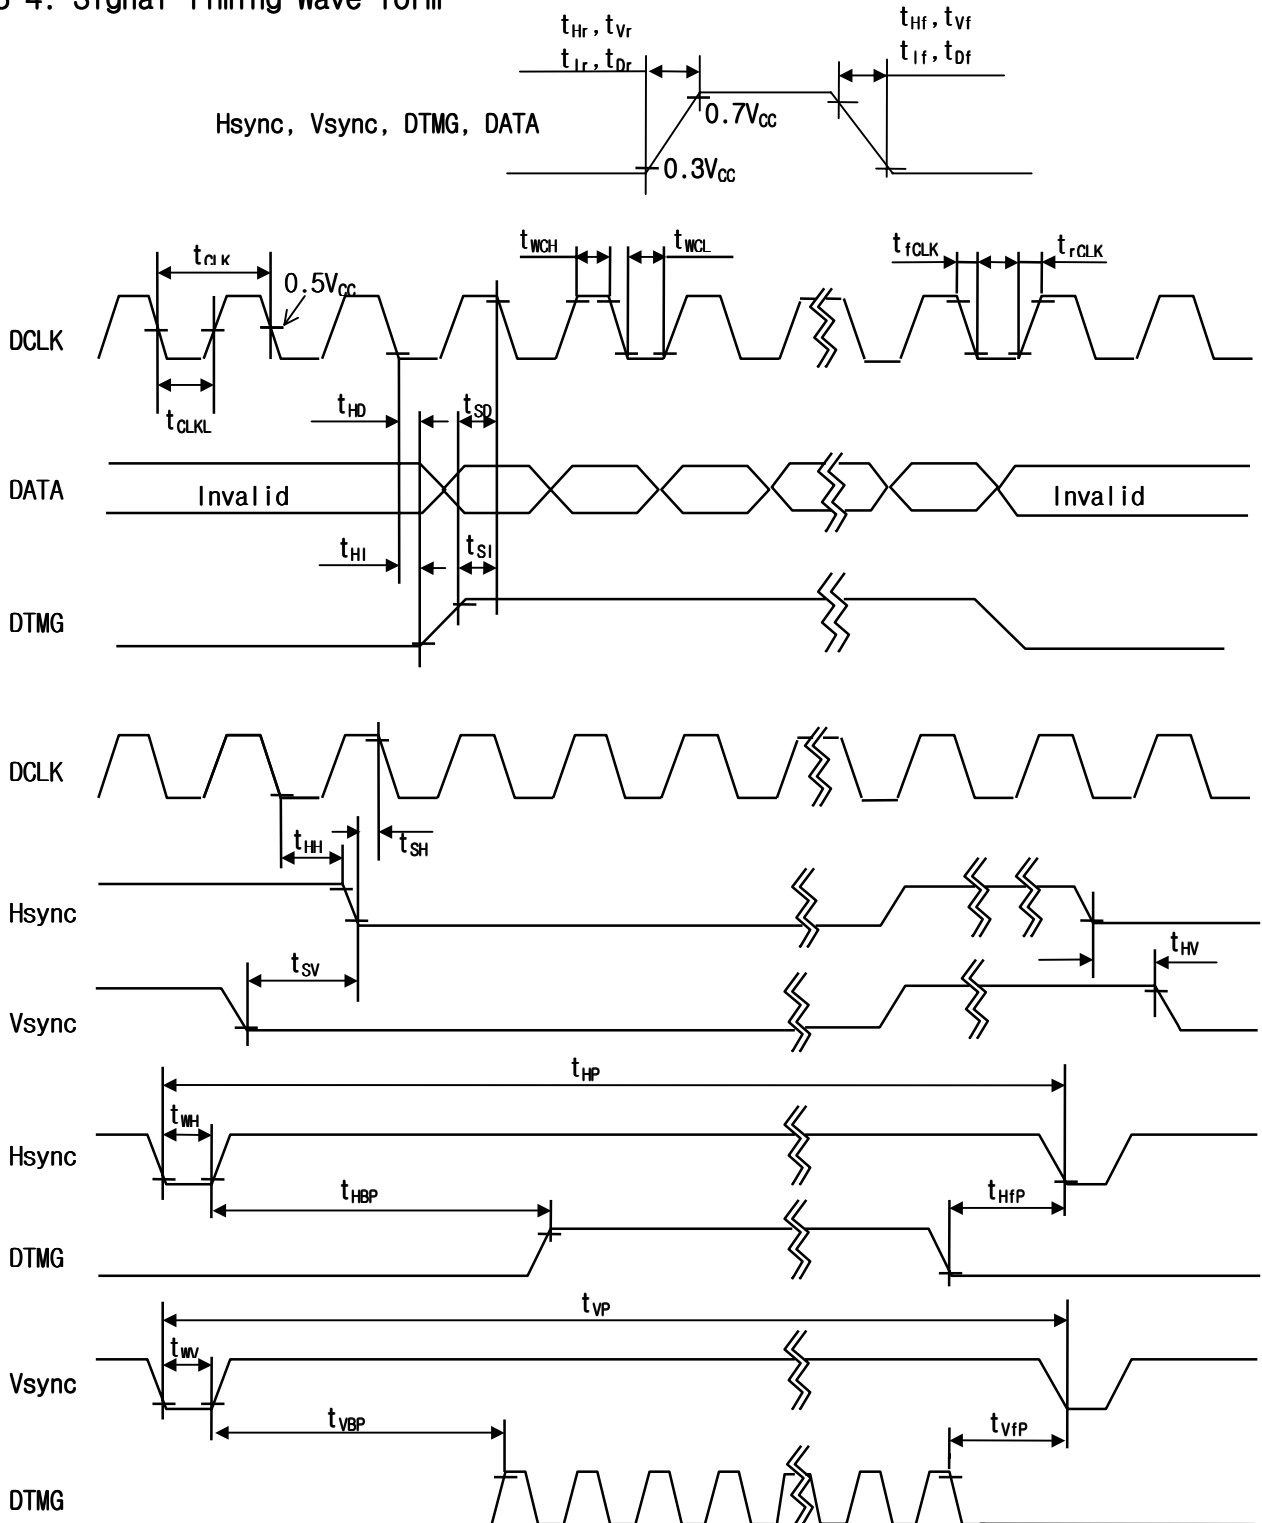 4. Signal Timing Wave form
tHr, tVr
tIr, tDr
tHf, tVf
tIf, tDf
Hsync, Vsync, DTMG, DATA
0.7VCC
0.3VCC
tCLK
0.5VCC
tWCH
tWCL
tfCLK
trCLK
DCLK
tCLKL
tHD
tSD
DATA
Invalid
Invalid
tHI
tSI
DTMG
DCLK
tHH
tSH
Hsync
tHV
tSV
Vsync
tHP
tWH
Hsync
tHBP
tHfP
DTMG
tVP
tWV
Vsync
tVBP
tVfP
DTMG